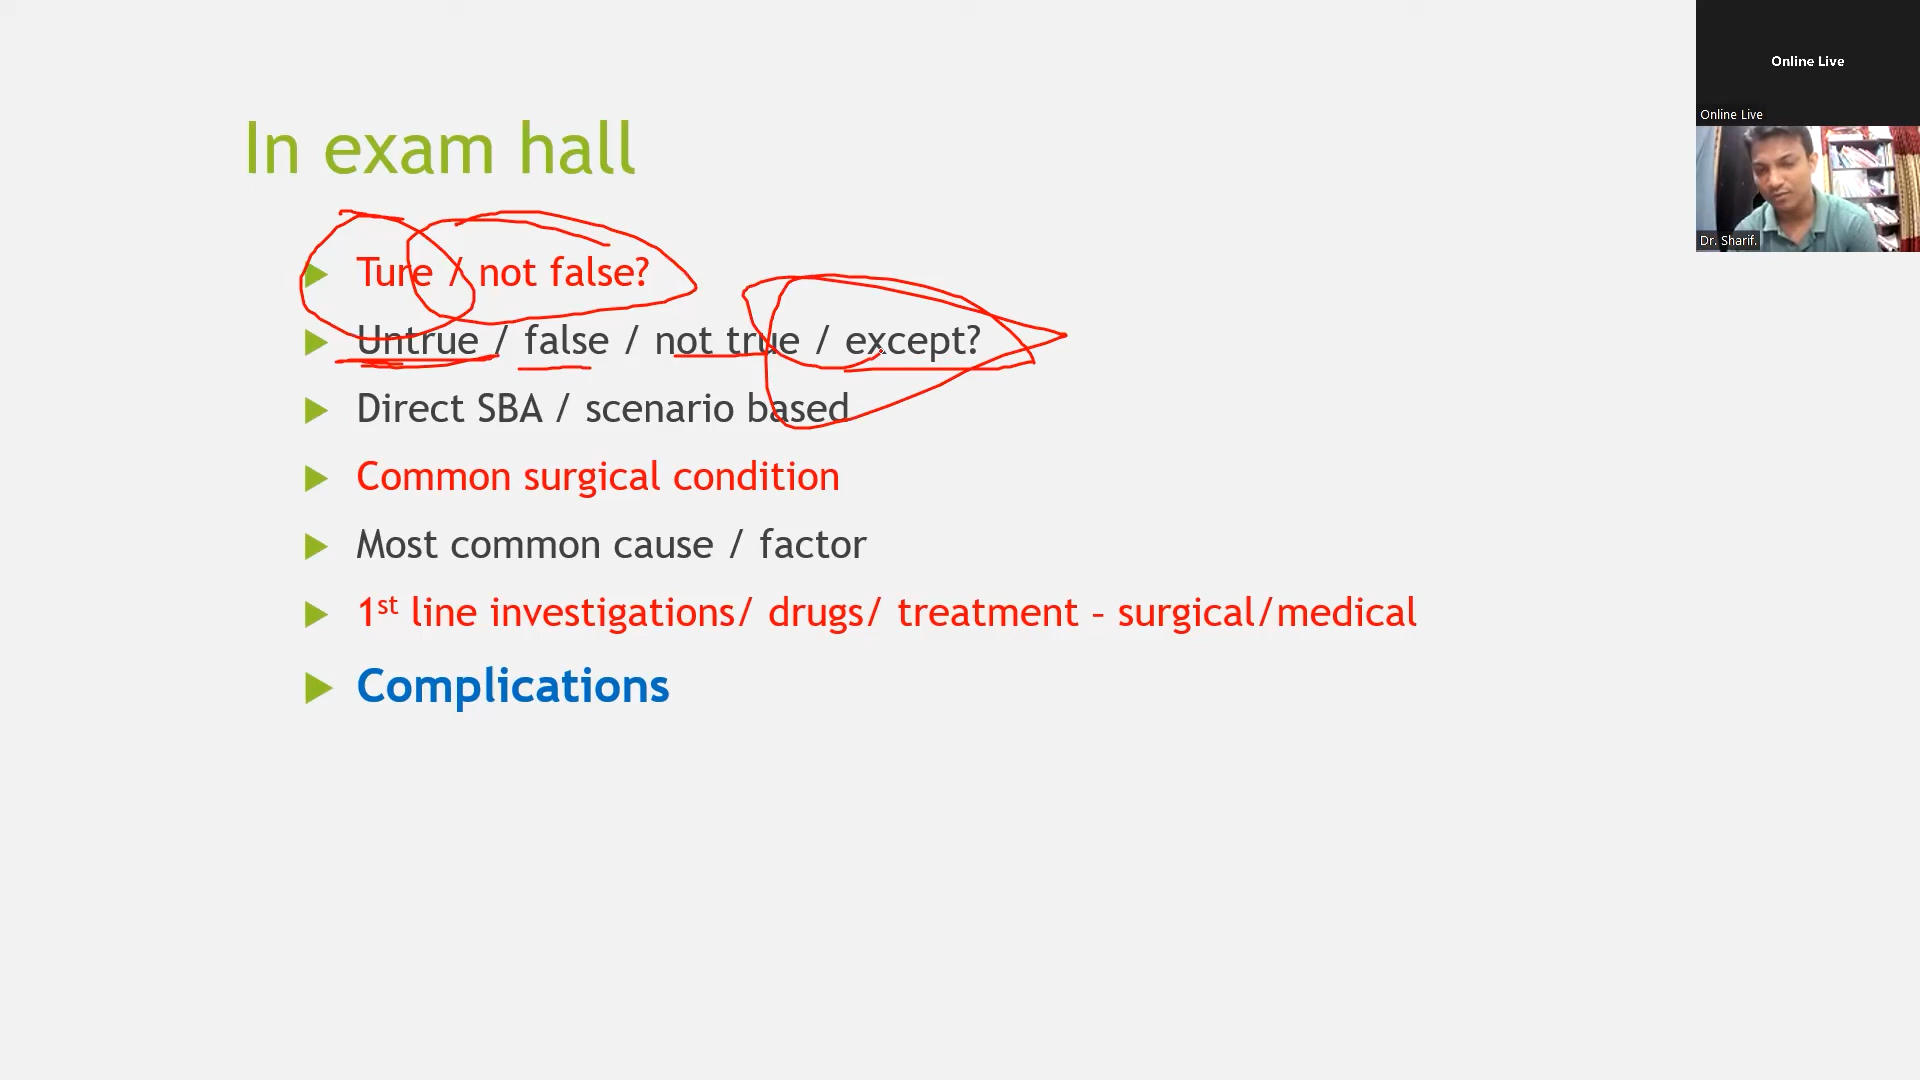 Online Live
Online Live
Dr. Sharif.
In exam hall
Ture / not false?
Untrue / false / not true / except?
Direct SBA / scenario based
Common surgical condition
Most common cause / factor
1st line investigations/ drugs/ treatment – surgical/medical
Complications